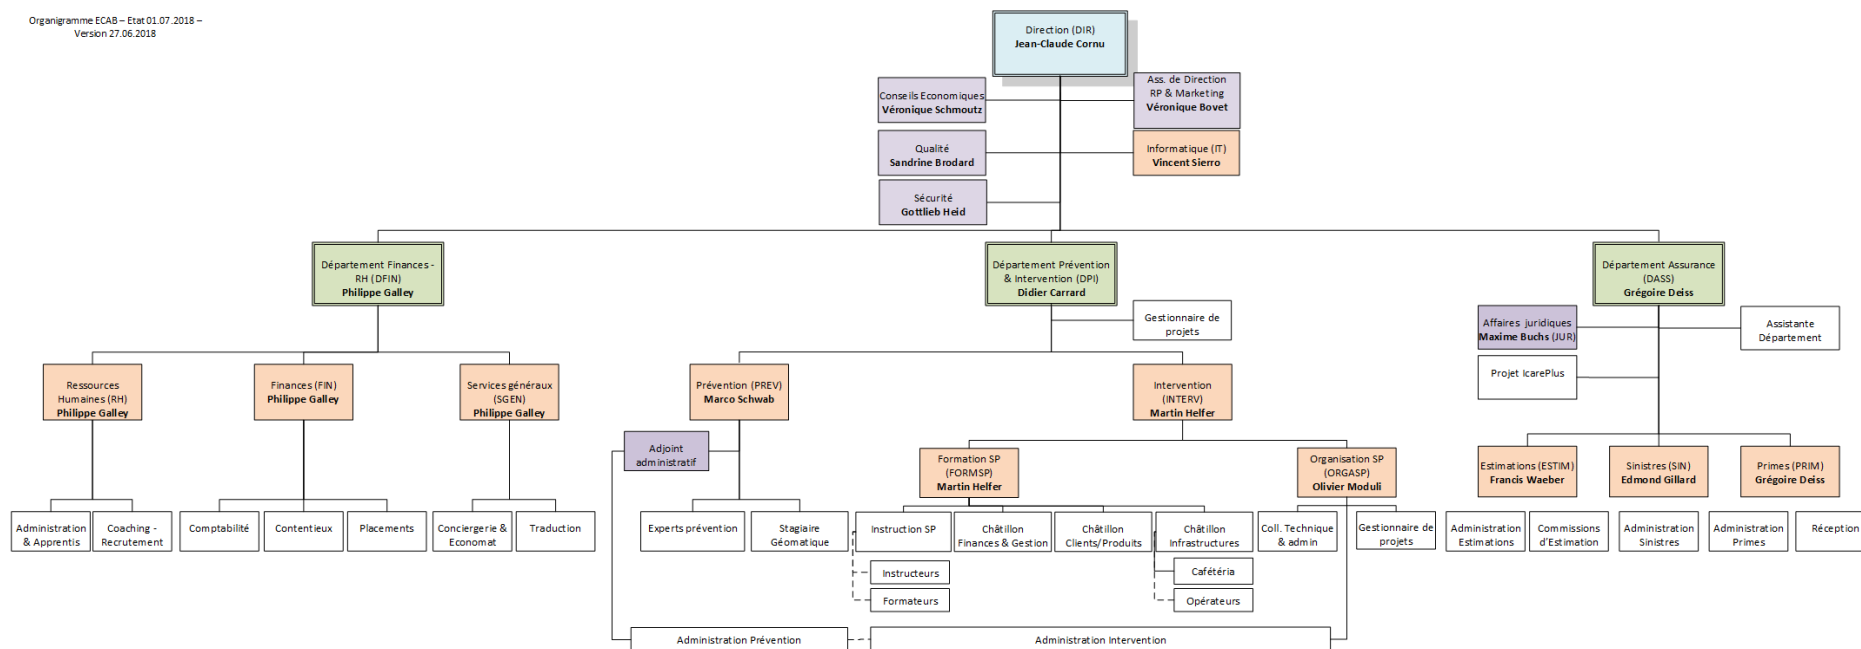 Organigramme ECAB – Etat 01.07.2018 –
Version 27.06.2018
Direction (DIR)
Jean-Claude Cornu
Conseils Economiques
Véronique Schmoutz
Ass. de Direction
RP & Marketing
Véronique Bovet
Qualité
Sandrine Brodard
Informatique (IT)
Vincent Sierro
Sécurité
Gottlieb Heid
Département Finances -
RH (DFIN)
Philippe Galley
Département Prévention
& Intervention (DPI)
Didier Carrard
Département Assurance
(DASS)
Grégoire Deiss
Gestionnaire de
projets
Affaires juridiques
Maxime Buchs (JUR)
Assistante
Département
Projet IcarePlus
Ressources
Humaines (RH)
Philippe Galley
Finances (FIN)
Philippe Galley
Services généraux
(SGEN)
Philippe Galley
Prévention (PREV)
Marco Schwab
Intervention
(INTERV)
Martin Helfer
Adjoint
administratif
Formation SP
(FORMSP)
Martin Helfer
Organisation SP
(ORGASP)
Olivier Moduli
Estimations (ESTIM)
Francis Waeber
Sinistres (SIN)
Edmond Gillard
Primes (PRIM)
Grégoire Deiss
Administration
& Apprentis
Coaching -
Recrutement
Comptabilité
Contentieux
Placements
Conciergerie &
Economat
Traduction
Experts prévention
Stagiaire
Géomatique
Instruction SP
Châtillon
Finances & Gestion
Châtillon
Clients/Produits
Châtillon
Infrastructures
Coll. Technique
& admin
Gestionnaire de
projets
Administration
Estimations
Commissions
d'Estimation
Administration
Sinistres
Administration
Primes
Réception
Instructeurs
Cafétéria
Formateurs
Opérateurs
Administration Prévention
Administration Intervention